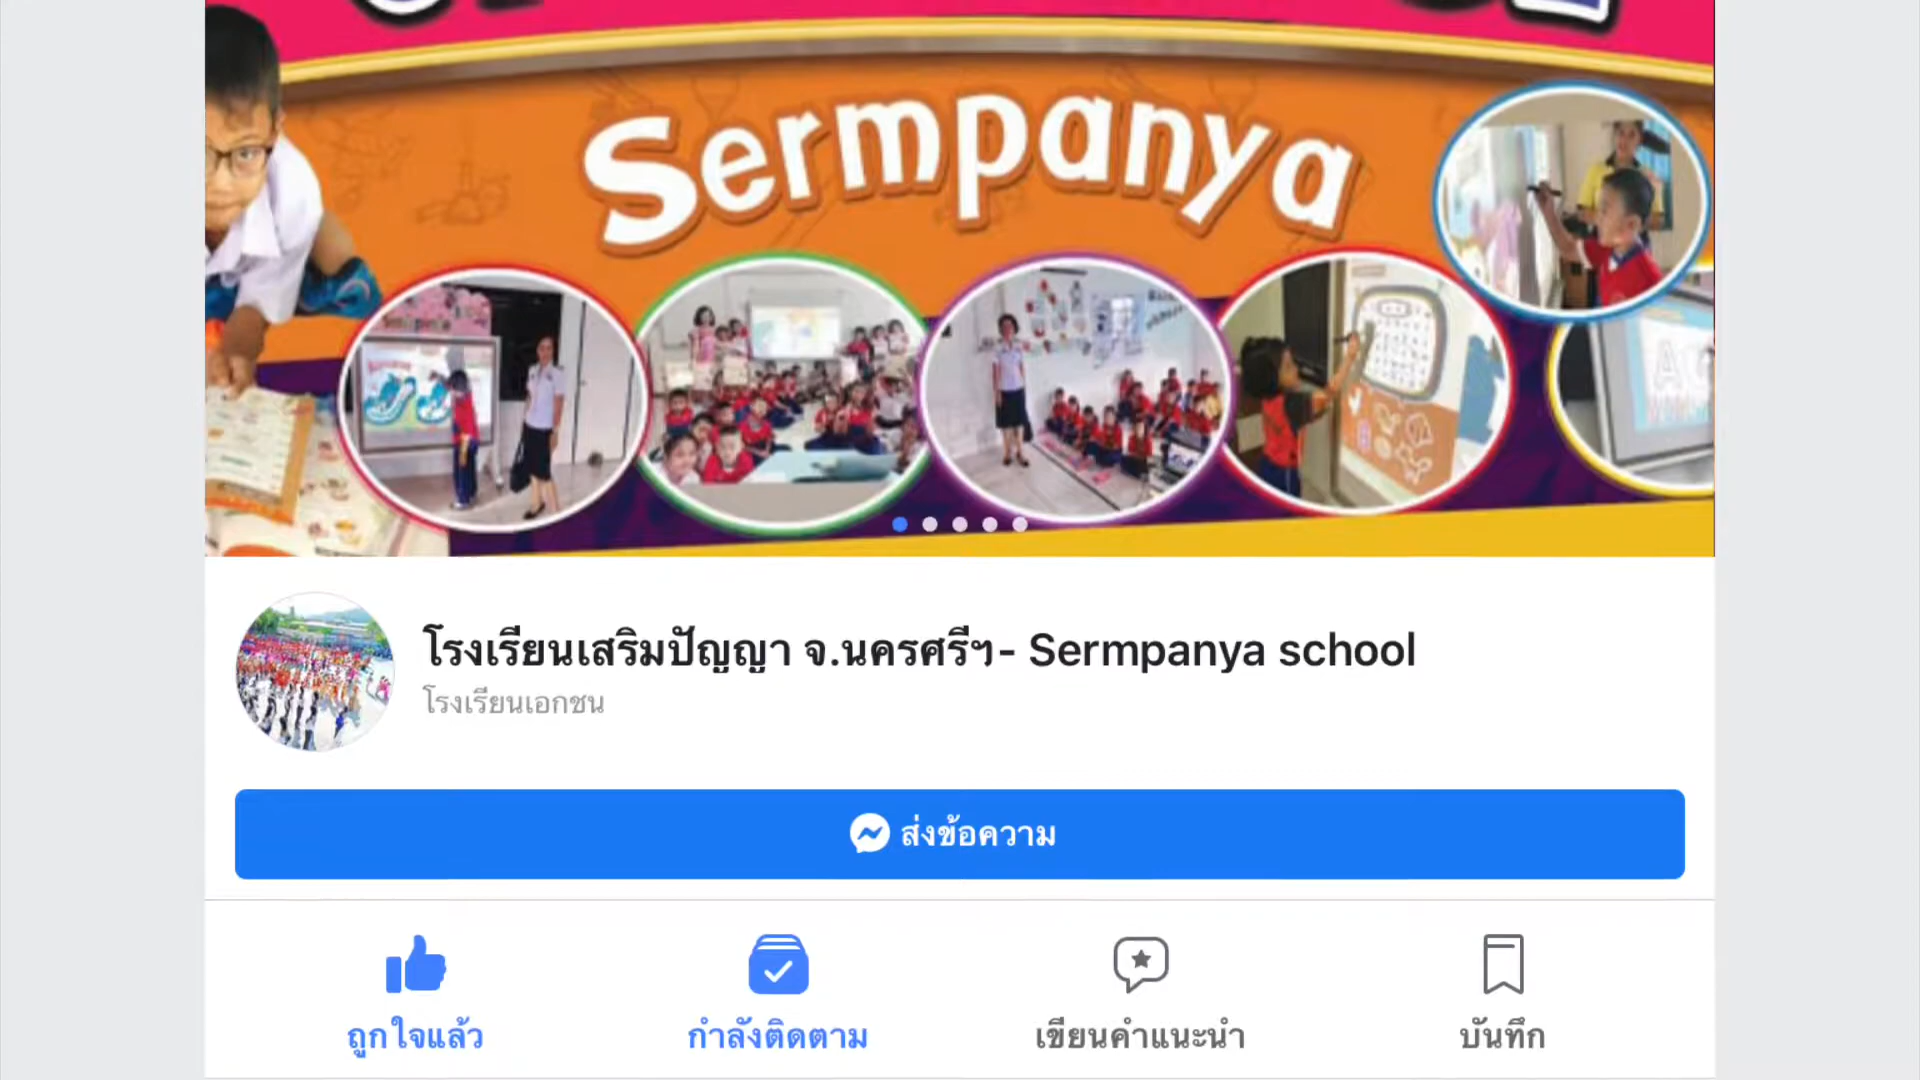 Sermpanya
โรงเรียนเสริมปัญญา จ.นครศรีฯ- Sermpanya school
โรงเรียนเอกชน
ส่งข้อความ
ถูกใจแล้ว
กำลังติดตาม
เขียนคำแนะนำ
บันทึก